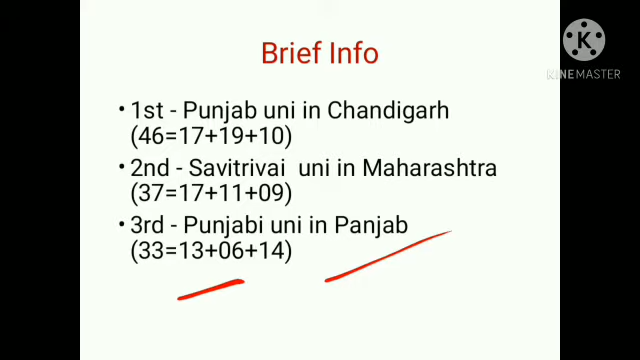 Brief Info
K
KINEMASTER
• 1st - Punjab uni in Chandigarh
(46=17+19+10)
• 2nd - Savitrivai uni in Maharashtra
(37=17+11+09)
• 3rd - Punjabi uni in Panjab
(33=13+06+14)